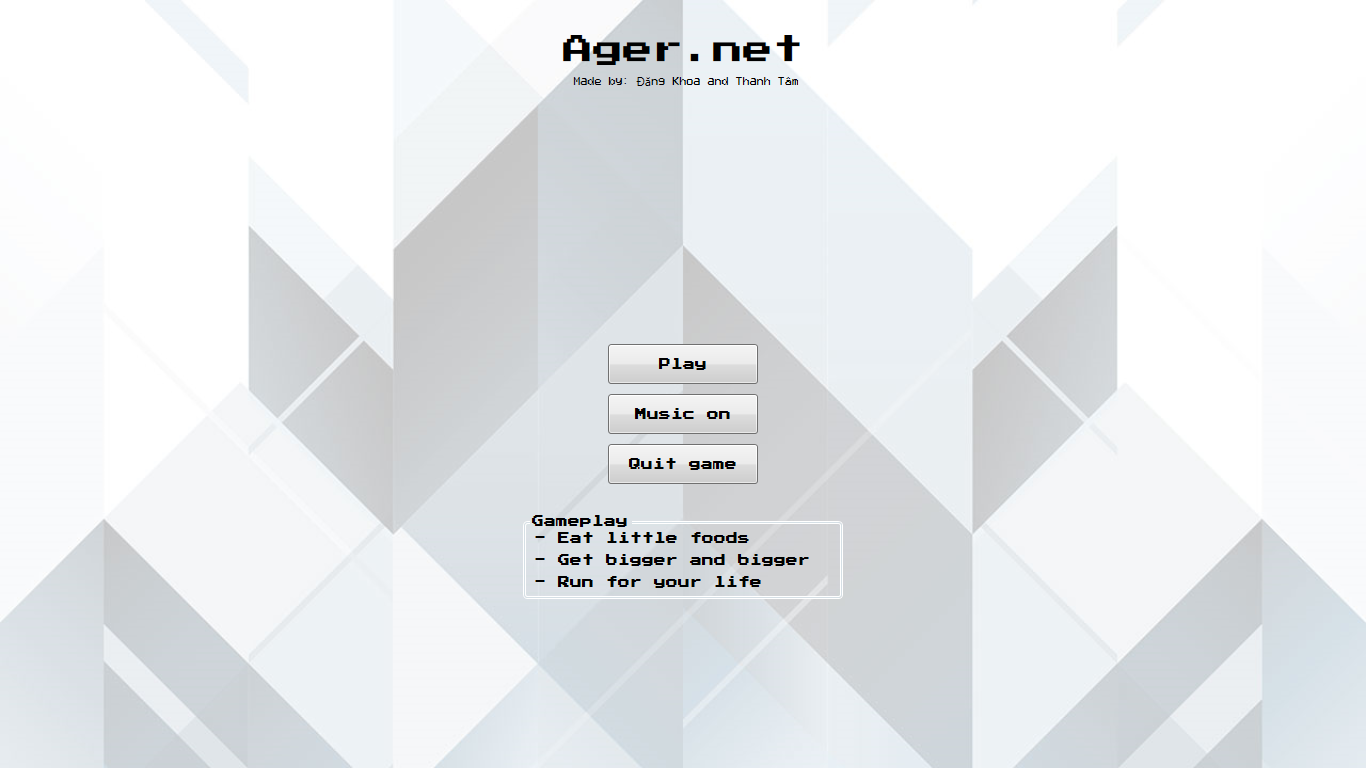 Ager.net
Made by: Đặng Khoa and Thanh Tâm
Play
Music on
Quit game
Gameplay
- Eat little foods
- Get bigger and bigger
- Run for your life